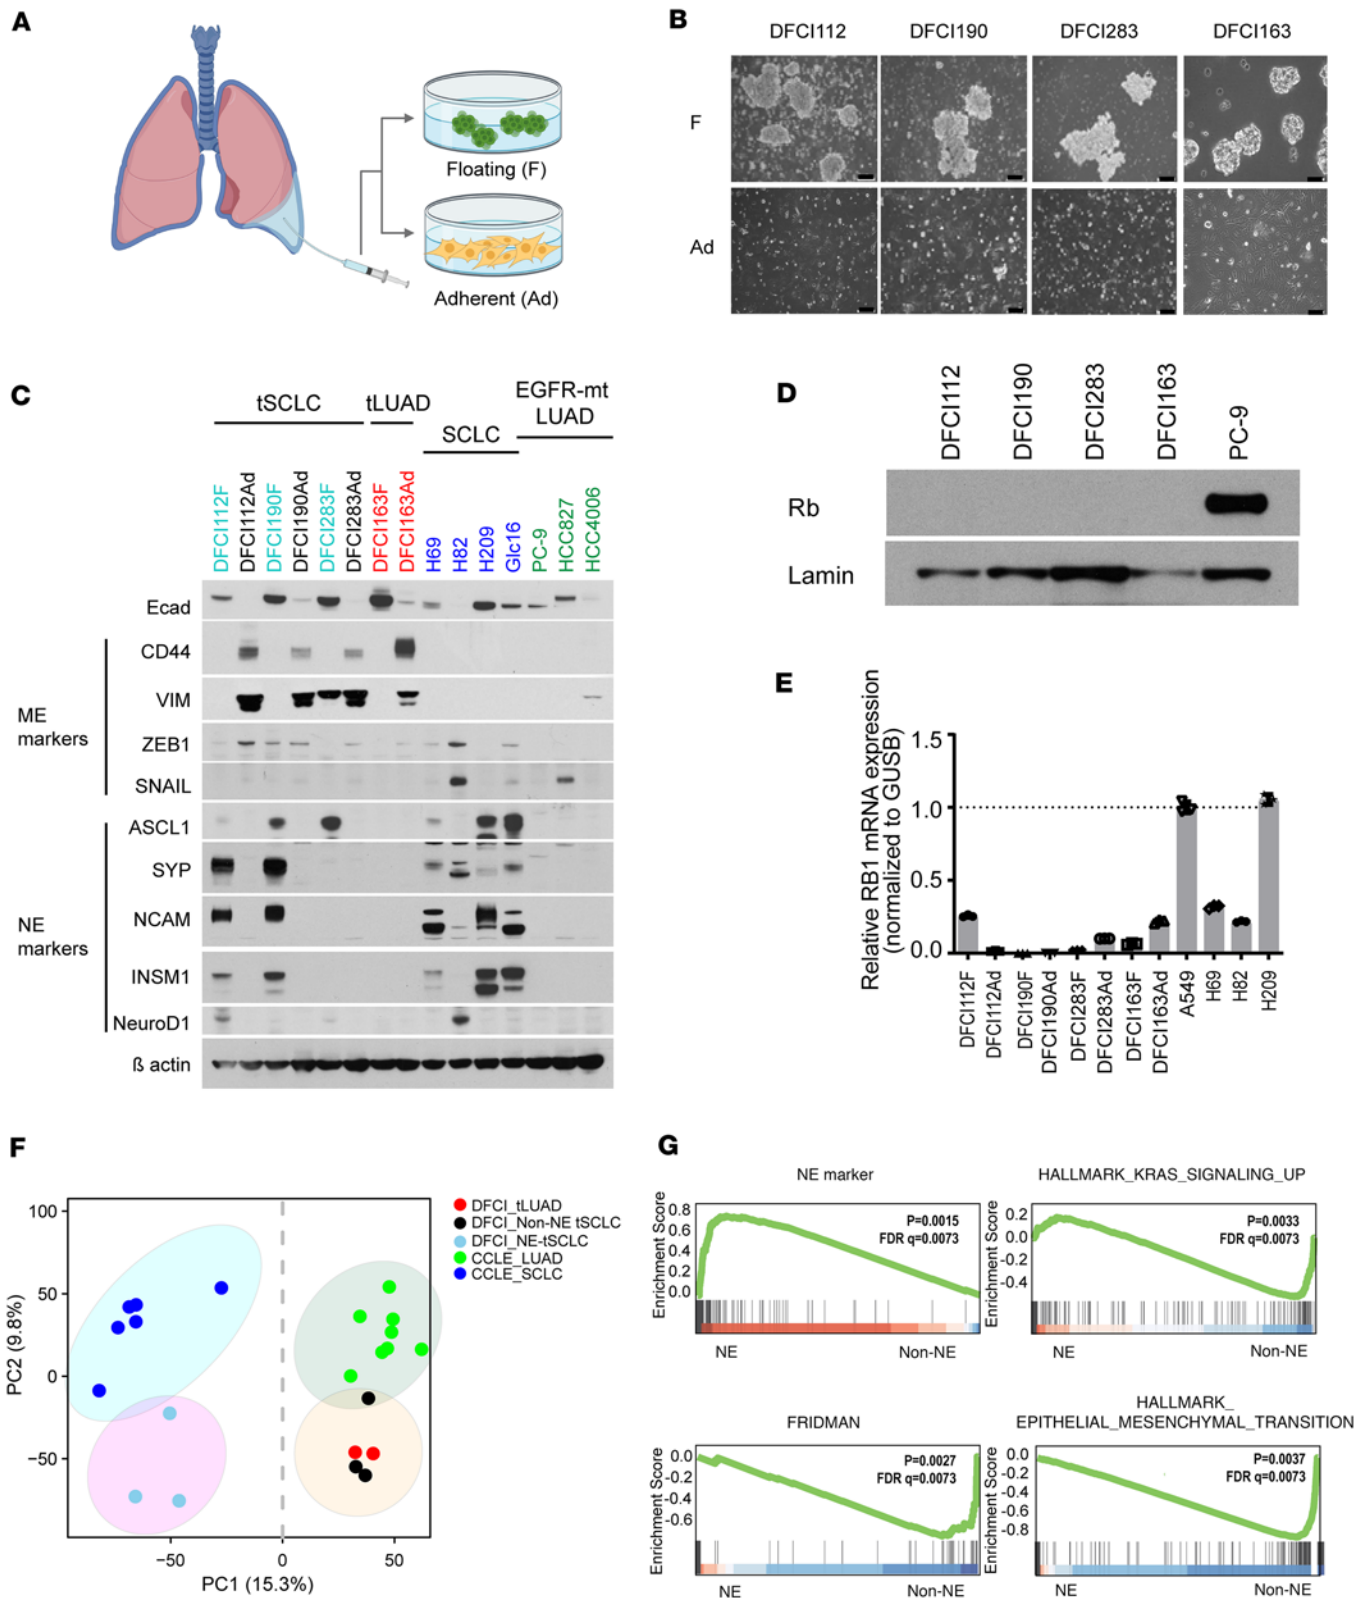 A
Floating (F)
Adherent (Ad)
B
DFCI112 DFCI190 DFCI283 DFCI163
F
Ad
C
tSCLC tLUAD SCLC EGFR-mt
LUAD
DFCI112F DFCI112Ad DFCI190F DFCI190Ad DFCI283F DFCI283Ad DFCI163F DFCI163Ad H69 H82 H209 Glc16 PC-9 HCC827 HCC4006
Ecad
CD44
VIM
ZEB1
SNAIL
ME
markers
ASCL1
SYP
NCAM
INSM1
NeuroD1
NE
markers
ß actin
D
DFCI112 DFCI190 DFCI283 DFCI163 PC-9
Rb
Lamin
E
Relative RB1 mRNA expression
(normalized to GUSB)
1.5
1.0
0.5
0.0
DFCI112F DFCI112Ad DFCI190F DFCI190Ad DFCI283F DFCI283Ad DFCI163F DFCI163Ad A549 H69 H82 H209
F
PC2 (9.8%)
100
50
0
−50
−50 0 50
PC1 (15.3%)
DFCI_tLUAD
DFCI_Non-NE tSCLC
DFCI_NE-tSCLC
CCLE_LUAD
CCLE_SCLC
G
NE marker
Enrichment Score
0.8
0.6
0.4
0.2
0.0
P=0.0015
FDR q=0.0073
NE Non-NE
HALLMARK_KRAS_SIGNALING_UP
Enrichment Score
0.2
0.0
-0.2
-0.4
P=0.0033
FDR q=0.0073
NE Non-NE
FRIDMAN
Enrichment Score
0.0
-0.2
-0.4
-0.6
P=0.0027
FDR q=0.0073
NE Non-NE
HALLMARK_
EPITHELIAL_MESENCHYMAL_TRANSITION
Enrichment Score
0.0
-0.2
-0.4
-0.6
-0.8
P=0.0037
FDR q=0.0073
NE Non-NE